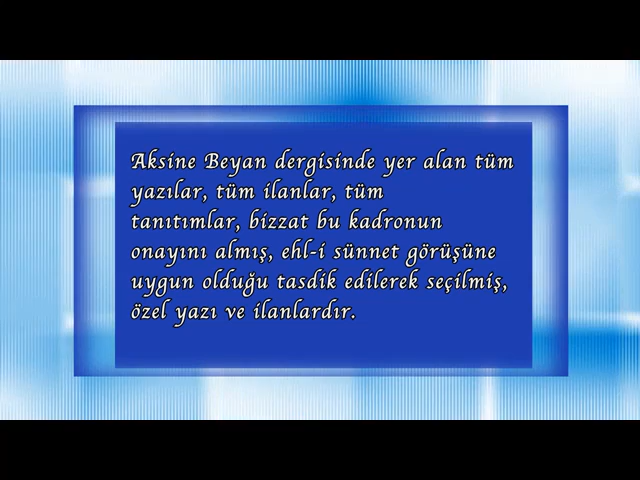 Aksine Beyan dergisinde yer alan tüm
yazılar, tüm ilanlar, tüm
tanıtımlar, bizzat bu kadronun
onayını almış, ehl-i sünnet görüşüne
uygun olduğu tasdik edilerek seçilmiş,
özel yazı ve ilanlardır.